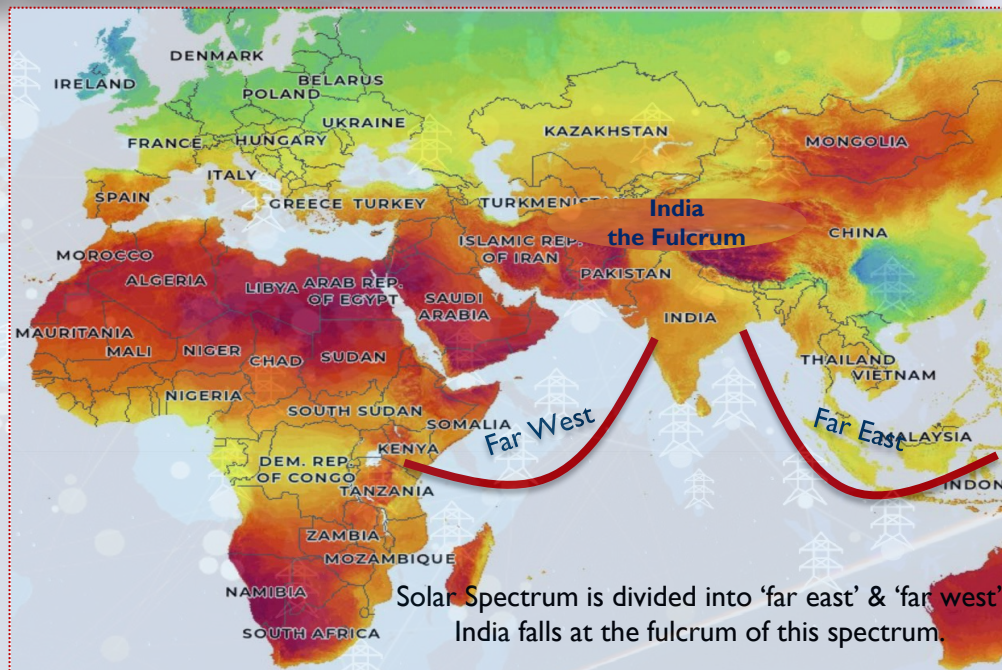 DENMARK
IRELAND
BELARUS
POLAND
UKRAINE
FRANCE
HUNGARY
KAZAKHSTAN
MONGOLIA
ITALY
SPAIN
GREECE
TURKEY
India
the Fulcrum
CHINA
ISLAMIC REP.
OF IRAN
MOROCCO
PAKISTAN
ALGERIA
LIBYA
ARAB REP.
OF EGYPT
SAUDI
ARABIA
INDIA
MAURITANIA
MALI
NIGER
CHAD
SUDAN
THAILAND
VIETNAM
NIGERIA
SOUTH SUDAN
SOMALIA
Far West
Far East
KENYA
DEM. REP.
OF CONGO
TANZANIA
ZAMBIA
MOZAMBIQUE
NAMIBIA
SOUTH AFRICA
Solar Spectrum is divided into ‘far east’ & ‘far west’
India falls at the fulcrum of this spectrum.